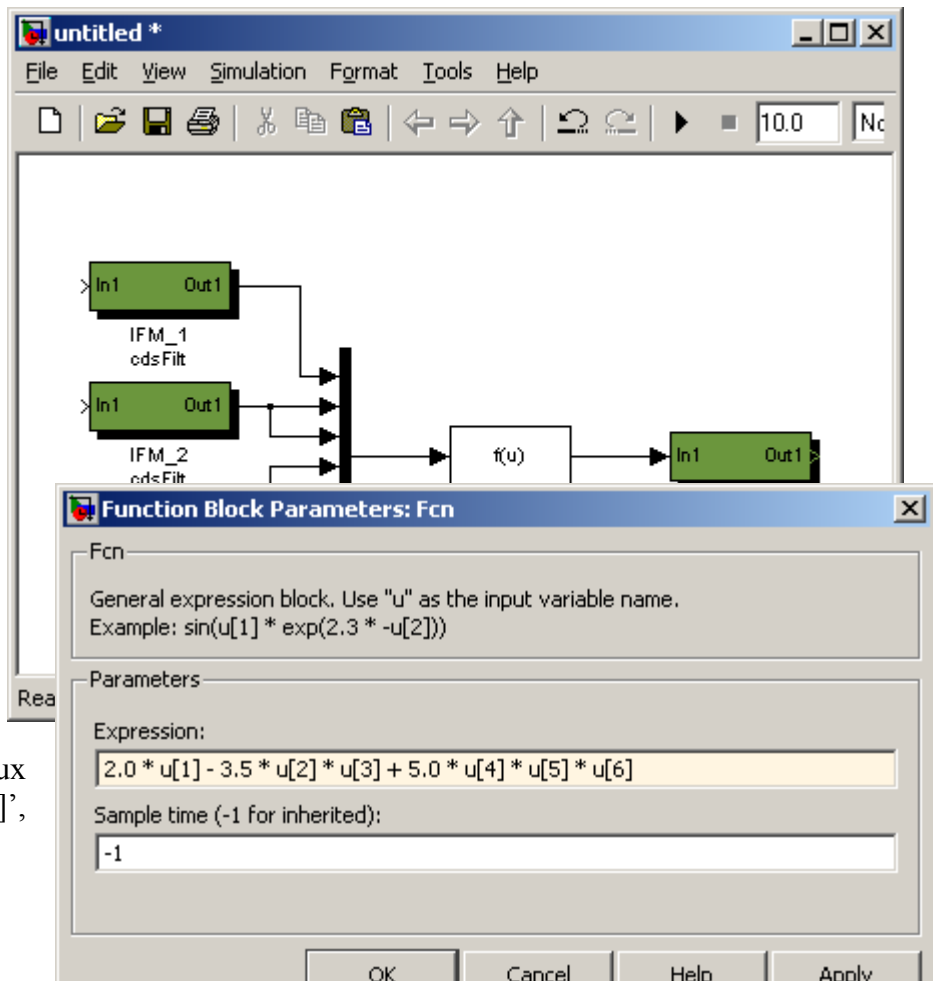 untitled *
File Edit View Simulation Format Tools Help
10.0
In1 Out1
IFM_1
cdsFilt
In1 Out1
IFM_2
cdsFilt
f(u)
In1 Out1
Function Block Parameters: Fcn
Fcn
General expression block. Use "u" as the input variable name.
Example: sin(u[1] * exp(2.3 * -u[2]))
Parameters
Expression:
2.0 * u[1] - 3.5 * u[2] * u[3] + 5.0 * u[4] * u[5] * u[6]
Sample time (-1 for inherited):
-1
OK Cancel Help Apply
]’,